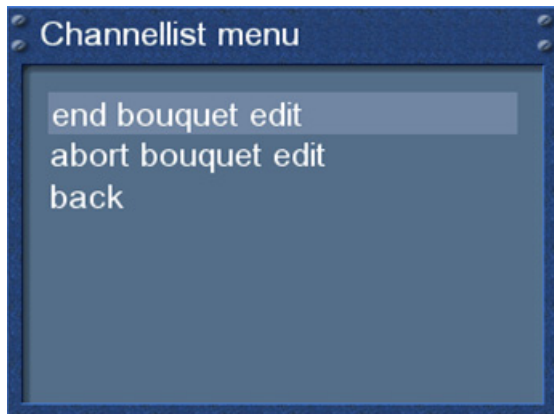 Channellist menu
end bouquet edit
abort bouquet edit
back